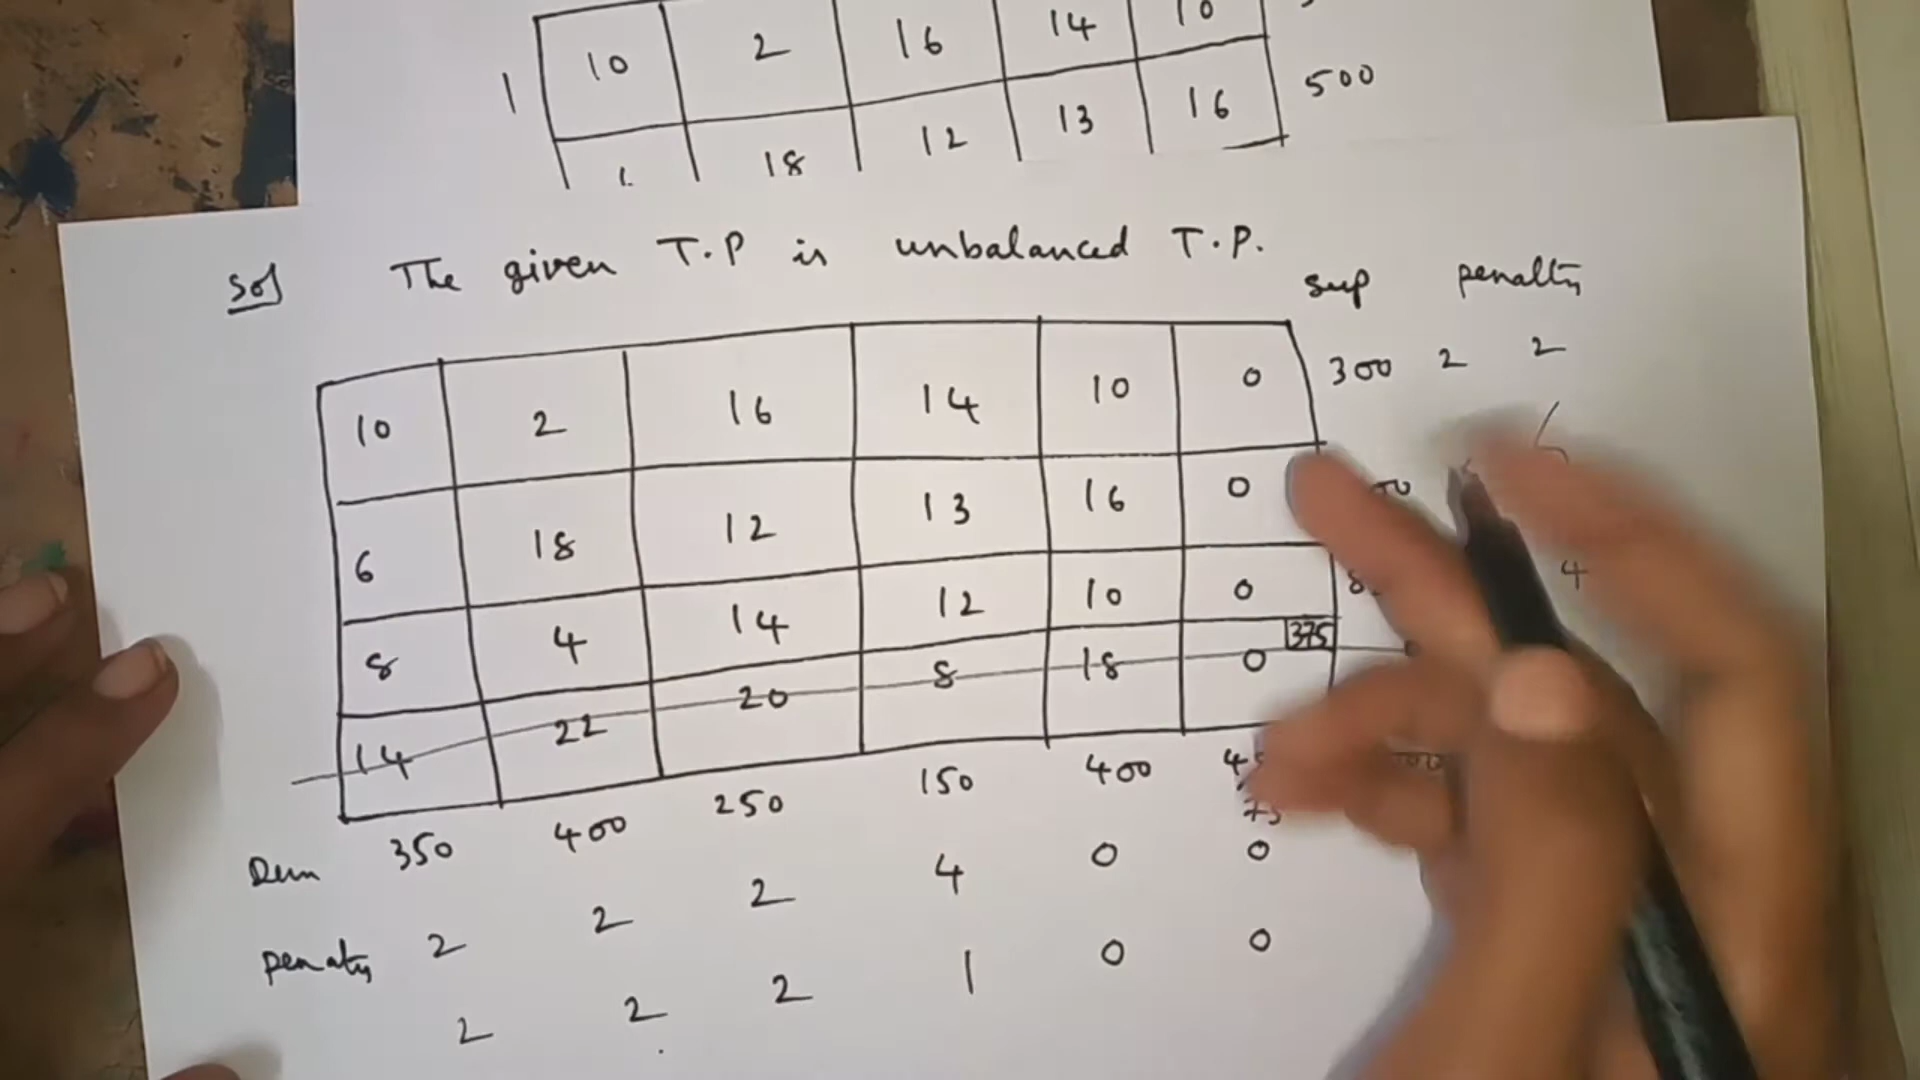 1 10 2 16 14 10
18 12 13 16 500
Sol The given T.P is unbalanced T.P.
sup penalty
10 2 16 14 10 0 300 2 2
6 18 12 13 16 0
8 4 14 12 10 0 4
14 22 20 8 18 0 375
Dem 350 400 250 150 400
penalty 2 2 2 4 0 0
2 2 2 1 0 0